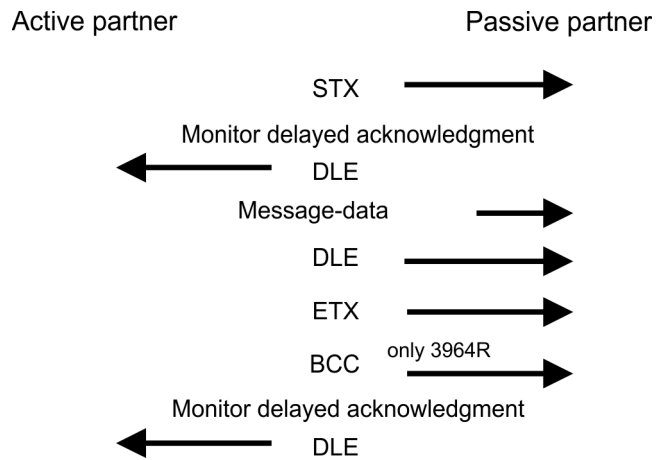 Active partner Passive partner
STX
Monitor delayed acknowledgment
DLE
Message-data
DLE
ETX
BCC only 3964R
Monitor delayed acknowledgment
DLE